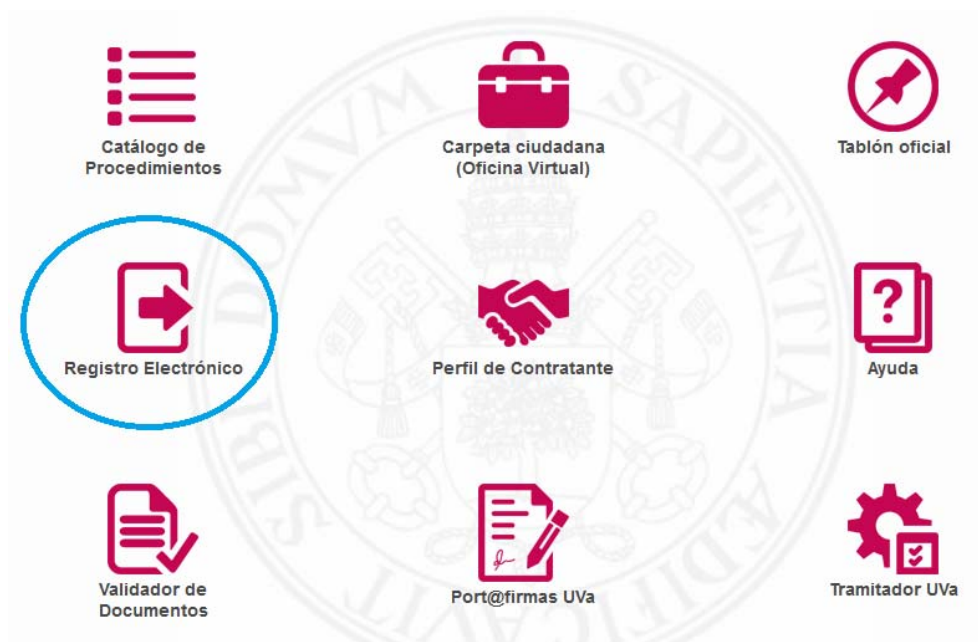 Catálogo de
Procedimientos
Carpeta ciudadana
(Oficina Virtual)
Tablón oficial
Registro Electrónico
Perfil de Contratante
?
Ayuda
Validador de
Documentos
Port@firmas UVa
Tramitador UVa
SAPIENTIA ÆDIFICAVIT SIBI DOMVM